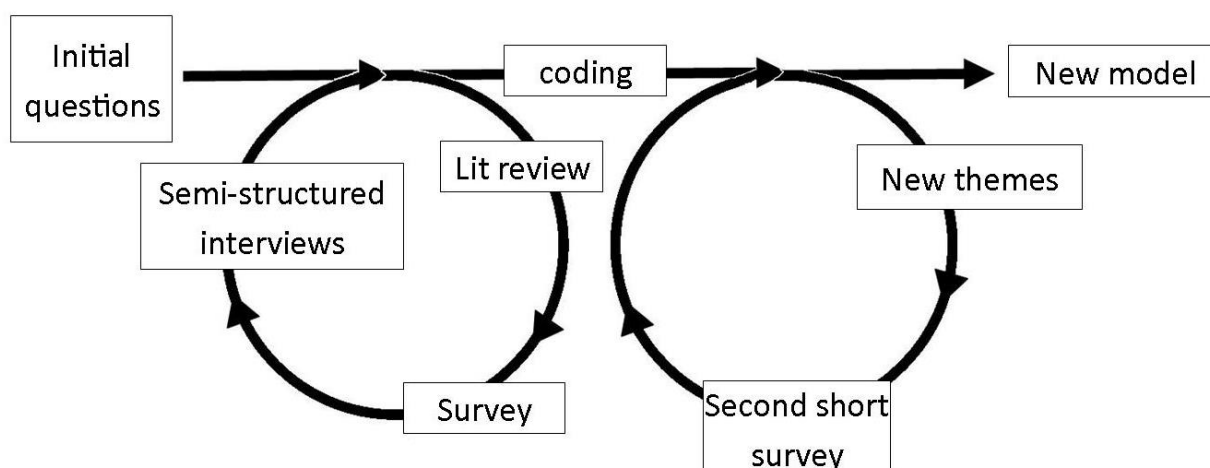 Initial
questions
coding
New model
Lit review
Semi-structured
interviews
New themes
Survey
Second short
survey